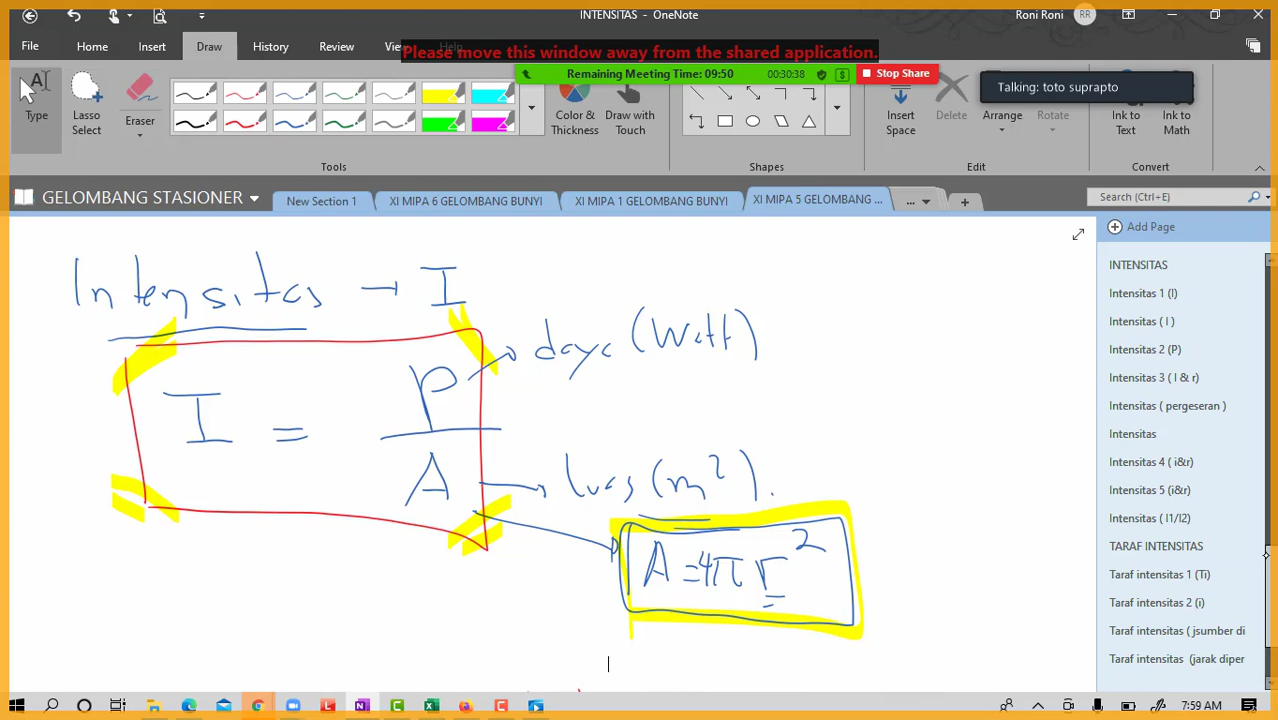 INTENSITAS - OneNote
Roni Roni RR
File Home Insert Draw History Review View Help
Please move this window away from the shared application.
Remaining Meeting Time: 09:50 00:30:38 Stop Share
Talking: toto suprapto
Type
Lasso Select
Eraser
Color & Thickness
Draw with Touch
Insert Space
Delete
Arrange
Rotate
Ink to Text
Ink to Math
Tools Shapes Edit Convert
GELOMBANG STASIONER
New Section 1
XI MIPA 6 GELOMBANG BUNYI
XI MIPA 1 GELOMBANG BUNYI
XI MIPA 5 GELOMBANG ...
...
Search (Ctrl+E)
Intensitas → I
I = P/A
→ daya (Watt)
→ luas (m²).
A = 4π r²
Add Page
INTENSITAS
Intensitas 1 (I)
Intensitas ( I )
Intensitas 2 (P)
Intensitas 3 ( I & r)
Intensitas ( pergeseran )
Intensitas
Intensitas 4 ( i&r)
Intensitas 5 (i&r)
Intensitas ( I1/I2)
TARAF INTENSITAS
Taraf intensitas 1 (Ti)
Taraf intensitas 2 (i)
Taraf intensitas ( jsumber di
Taraf intensitas (jarak diper
7:59 AM